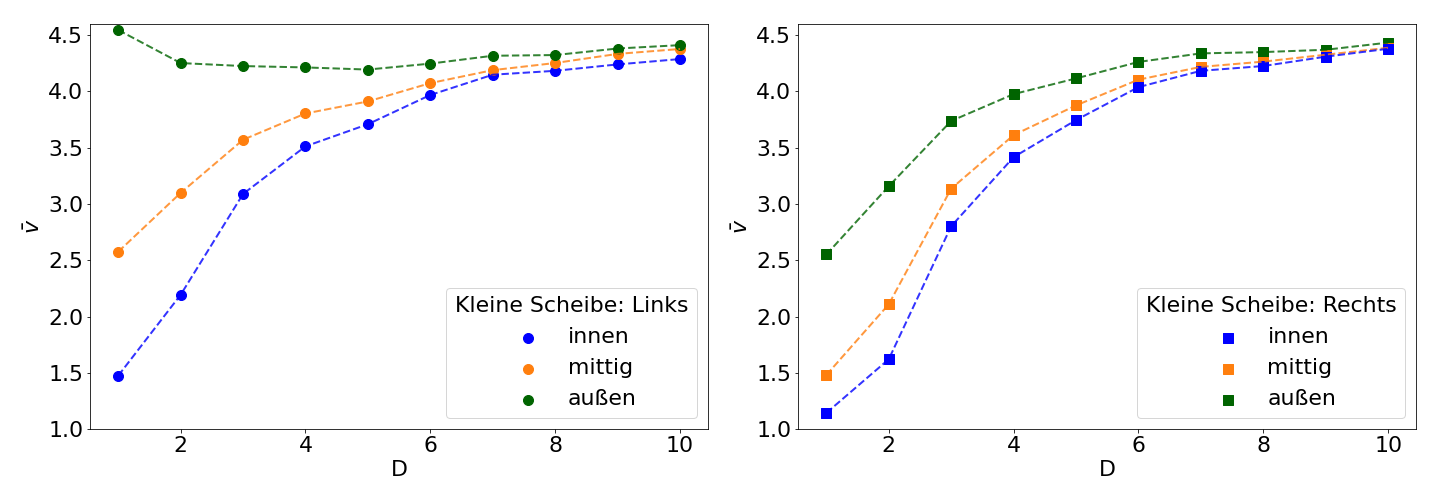 4.5
4.0
3.5
3.0
2.5
2.0
1.5
1.0
v̄
2 4 6 8 10
D
Kleine Scheibe: Links
innen
mittig
außen
4.5
4.0
3.5
3.0
2.5
2.0
1.5
1.0
v̄
2 4 6 8 10
D
Kleine Scheibe: Rechts
innen
mittig
außen